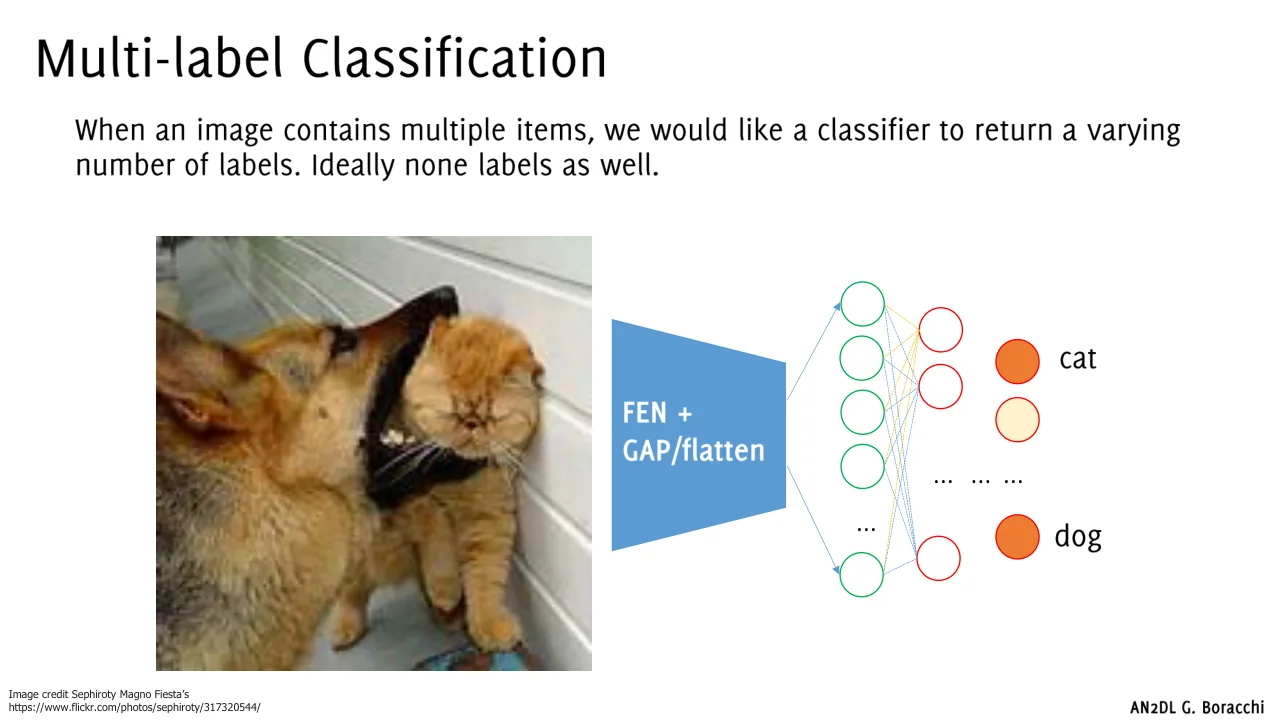 Multi-label Classification
When an image contains multiple items, we would like a classifier to return a varying
number of labels. Ideally none labels as well.
FEN +
GAP/flatten
cat
... ... ...
...
dog
Image credit Sephiroty Magno Fiesta's
https://www.flickr.com/photos/sephiroty/317320544/
AN2DL G. Boracchi